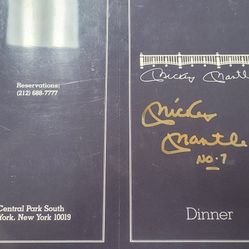 Reservations:
(212) 688-7777
Central Park South
York, New York 10019
Mickey Mantle
Mickey
Mantle
No. 7
Dinner